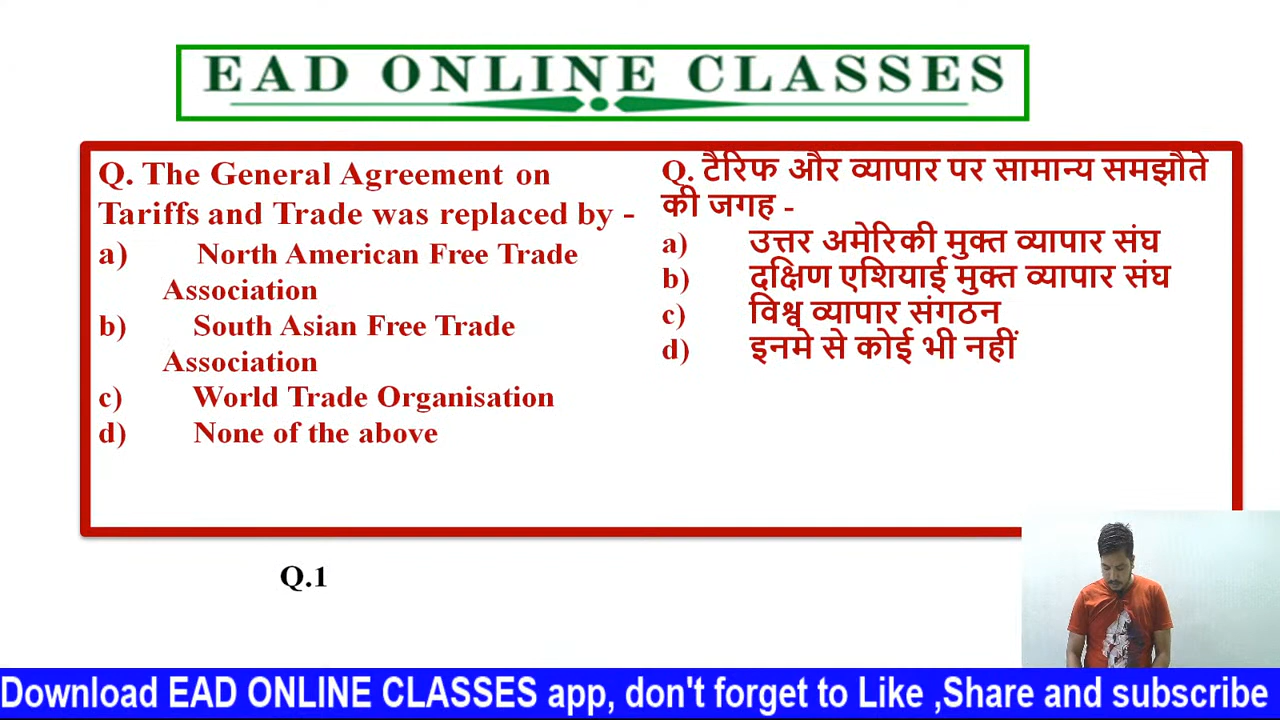 EAD ONLINE CLASSES
Q. The General Agreement on
Tariffs and Trade was replaced by -
a) North American Free Trade
Association
b) South Asian Free Trade
Association
c) World Trade Organisation
d) None of the above
Q. टैरिफ और व्यापार पर सामान्य समझौते
की जगह -
a) उत्तर अमेरिकी मुक्त व्यापार संघ
b) दक्षिण एशियाई मुक्त व्यापार संघ
c) विश्व व्यापार संगठन
d) इनमे से कोई भी नहीं
Q.1
Download EAD ONLINE CLASSES app, don't forget to Like ,Share and subscribe